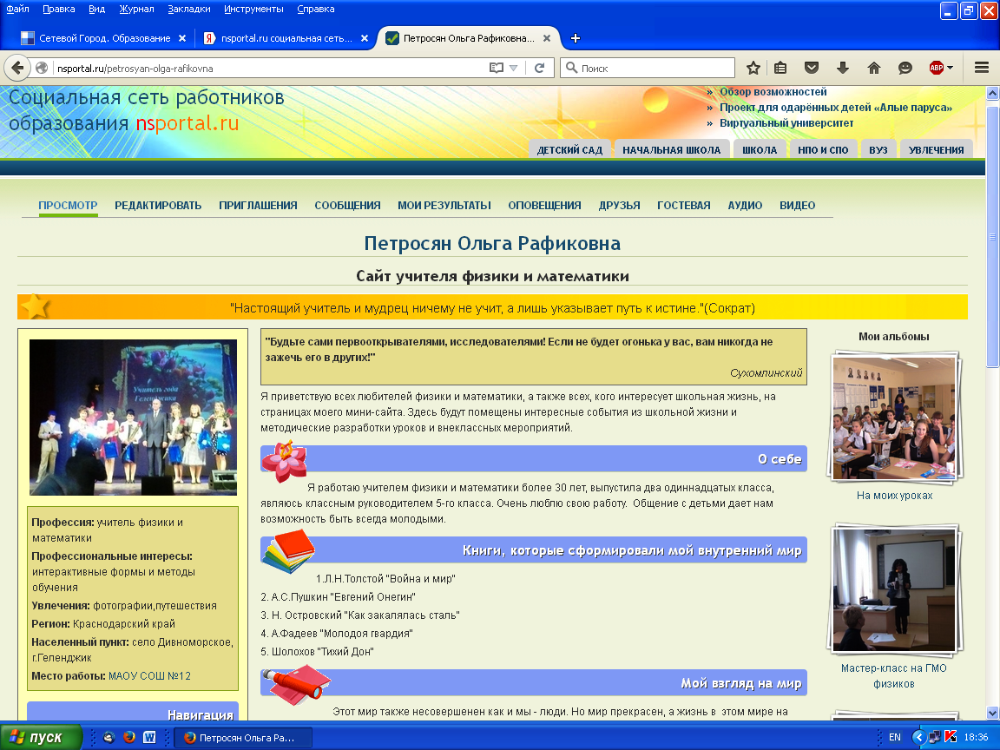 Файл Правка Вид Журнал Закладки Инструменты Справка
Сетевой Город. Образование
nsportal.ru социальная сеть...
Петросян Ольга Рафиковна...
nsportal.ru/petrosyan-olga-rafikovna
Поиск
ABP
Социальная сеть работников
образования nsportal.ru
» Обзор возможностей
» Проект для одарённых детей «Алые паруса»
» Виртуальный университет
ДЕТСКИЙ САД НАЧАЛЬНАЯ ШКОЛА ШКОЛА НПО И СПО ВУЗ УВЛЕЧЕНИЯ
ПРОСМОТР РЕДАКТИРОВАТЬ ПРИГЛАШЕНИЯ СООБЩЕНИЯ МОИ РЕЗУЛЬТАТЫ ОПОВЕЩЕНИЯ ДРУЗЬЯ ГОСТЕВАЯ АУДИО ВИДЕО
Петросян Ольга Рафиковна
Сайт учителя физики и математики
"Настоящий учитель и мудрец ничему не учит, а лишь указывает путь к истине."(Сократ)
Учитель года
Геленджика
Профессия: учитель физики и
математики
Профессиональные интересы:
интерактивные формы и методы
обучения
Увлечения: фотографии,путешествия
Регион: Краснодарский край
Населенный пункт: село Дивноморское,
г.Геленджик
Место работы: МАОУ СОШ №12
Навигация
"Будьте сами первооткрывателями, исследователями! Если не будет огонька у вас, вам никогда не
зажечь его в других!"
Сухомлинский
Я приветствую всех любителей физики и математики, а также всех, кого интересует школьная жизнь, на
страницах моего мини-сайта. Здесь будут помещены интересные события из школьной жизни и
методические разработки уроков и внеклассных мероприятий.
О себе
Я работаю учителем физики и математики более 30 лет, выпустила два одиннадцатых класса,
являюсь классным руководителем 5-го класса. Очень люблю свою работу. Общение с детьми дает нам
возможность быть всегда молодыми.
Книги, которые сформировали мой внутренний мир
1.Л.Н.Толстой "Война и мир"
2. А.С.Пушкин "Евгений Онегин"
3. Н. Островский "Как закалялась сталь"
4. А.Фадеев "Молодоя гвардия"
5. Шолохов "Тихий Дон"
Мой взгляд на мир
Этот мир также несовершенен как и мы - люди. Но мир прекрасен, а жизнь в этом мире на
Мои альбомы
На моих уроках
Мастер-класс на ГМО
физиков
пуск
Петросян Ольга Ра...
EN
18:36